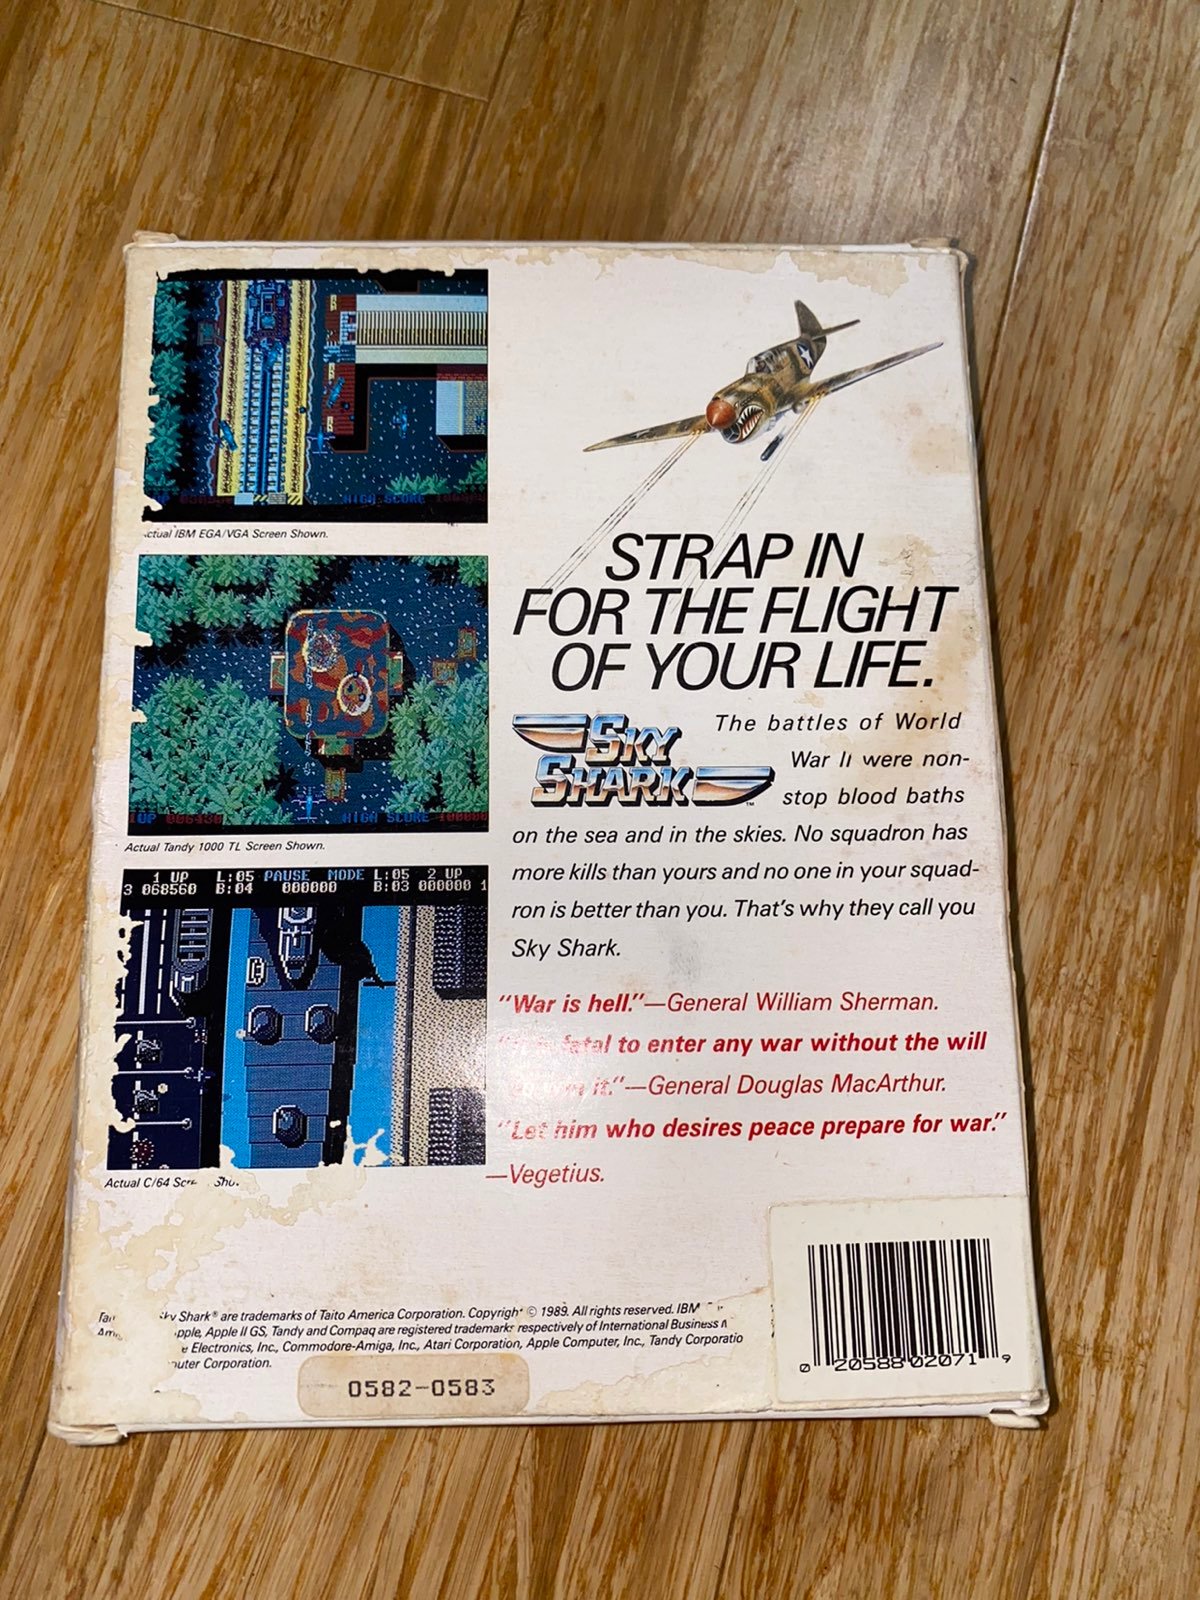 HIGH SCORE
actual IBM EGA/VGA Screen Shown.
1UP HIGH SCORE 100000
Actual Tandy 1000 TL Screen Shown.
1 UP L:05 PAUSE MODE L:05 2 UP
3 068560 B:04 000000 B:03 000000 1
Actual C/64
STRAP IN
FOR THE FLIGHT
OF YOUR LIFE.
SKY
SHARK
TM
The battles of World
War II were non-
stop blood baths
on the sea and in the skies. No squadron has
more kills than yours and no one in your squad-
ron is better than you. That's why they call you
Sky Shark.
"War is hell."—General William Sherman.
fatal to enter any war without the will
it."—General Douglas MacArthur.
"Let him who desires peace prepare for war."
—Vegetius.
Sky Shark® are trademarks of Taito America Corporation. Copyright © 1989. All rights reserved. IBM
Apple II GS, Tandy and Compaq are registered trademarks respectively of International Business
Electronics, Inc., Commodore-Amiga, Inc., Atari Corporation, Apple Computer, Inc., Tandy
Corporation.
0582-0583
0 20588 02071 9